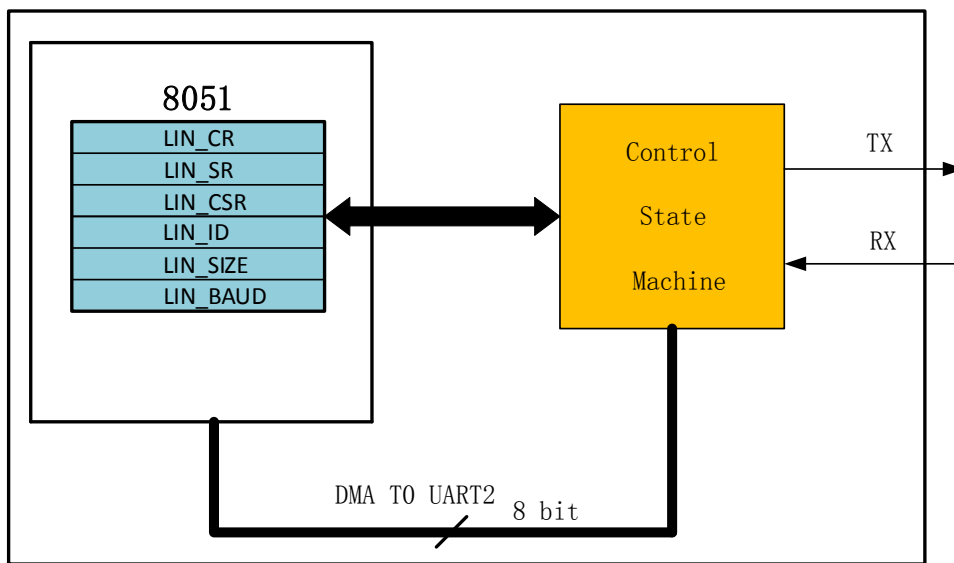 8051
LIN_CR
LIN_SR
LIN_CSR
LIN_ID
LIN_SIZE
LIN_BAUD
Control
State
Machine
TX
RX
DMA TO UART2
8 bit